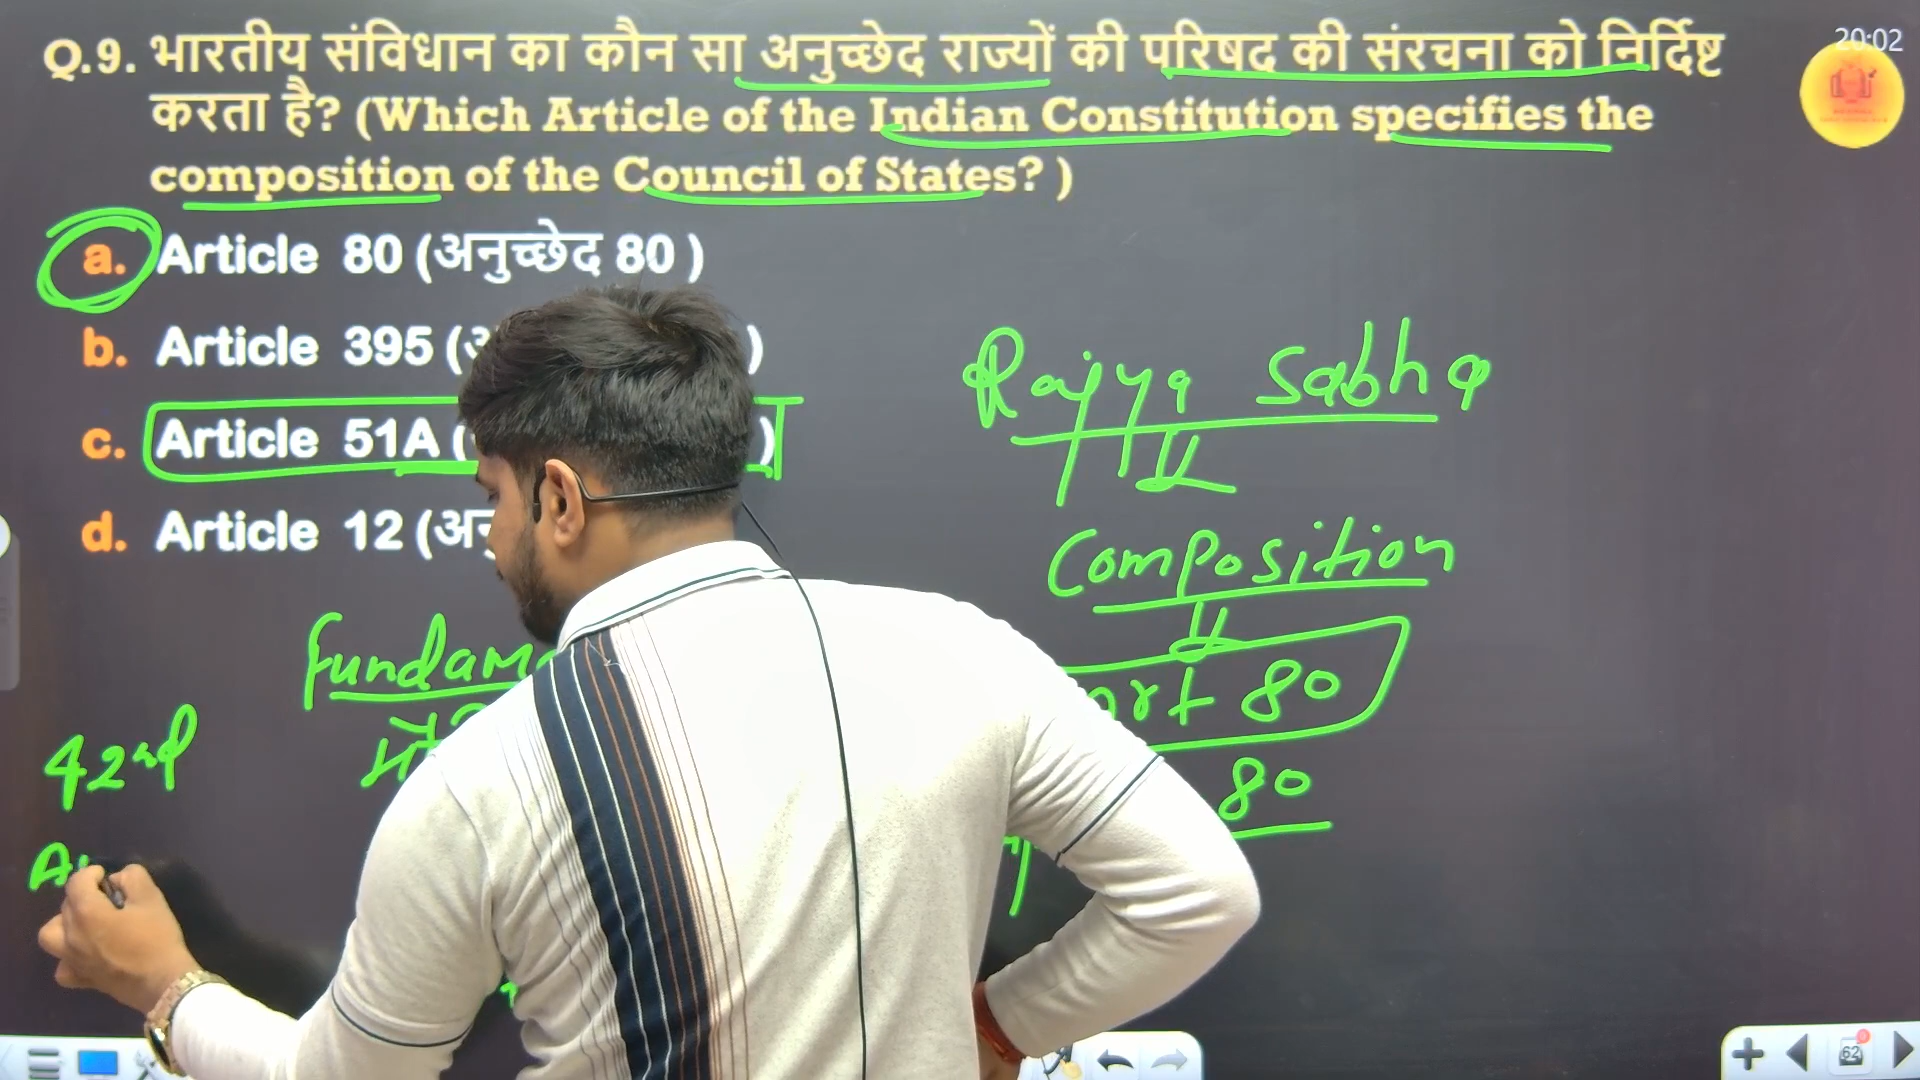 20:02
Q.9. भारतीय संविधान का कौन सा अनुच्छेद राज्यों की परिषद की संरचना को निर्दिष्ट
करता है? (Which Article of the Indian Constitution specifies the
composition of the Council of States? )
a. Article 80 (अनुच्छेद 80 )
b. Article 395 ( )
c. Article 51A ( )
d. Article 12 (
Rajya Sabha
Composition
80
80
42nd
62